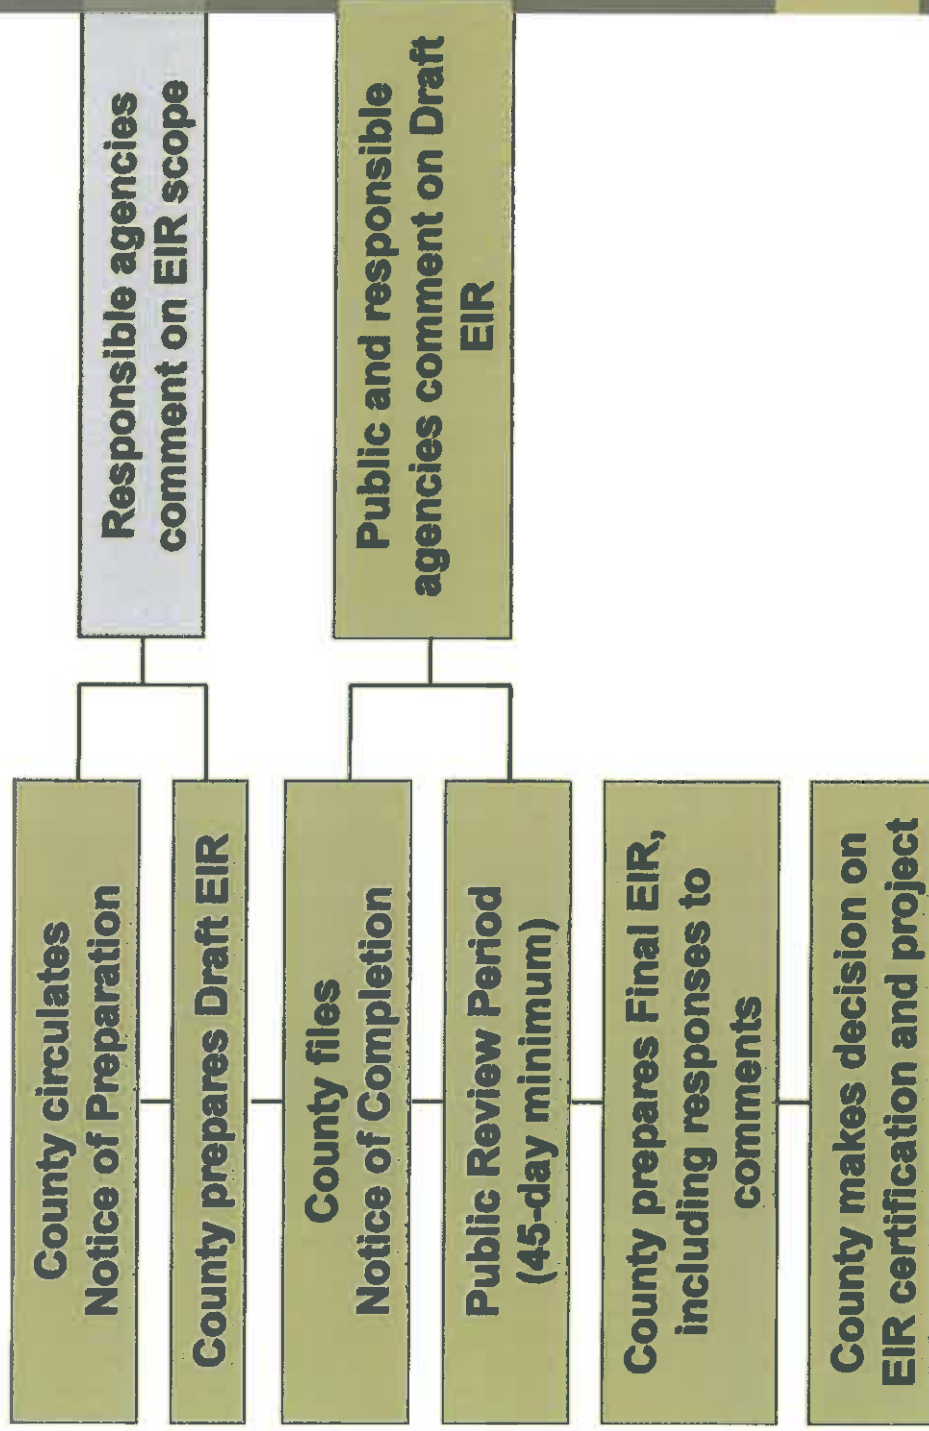 County circulates
Notice of Preparation
County prepares Draft EIR
County files
Notice of Completion
Public Review Period
(45-day minimum)
County prepares Final EIR,
including responses to
comments
County makes decision on
EIR certification and project
Responsible agencies
comment on EIR scope
Public and responsible
agencies comment on Draft
EIR